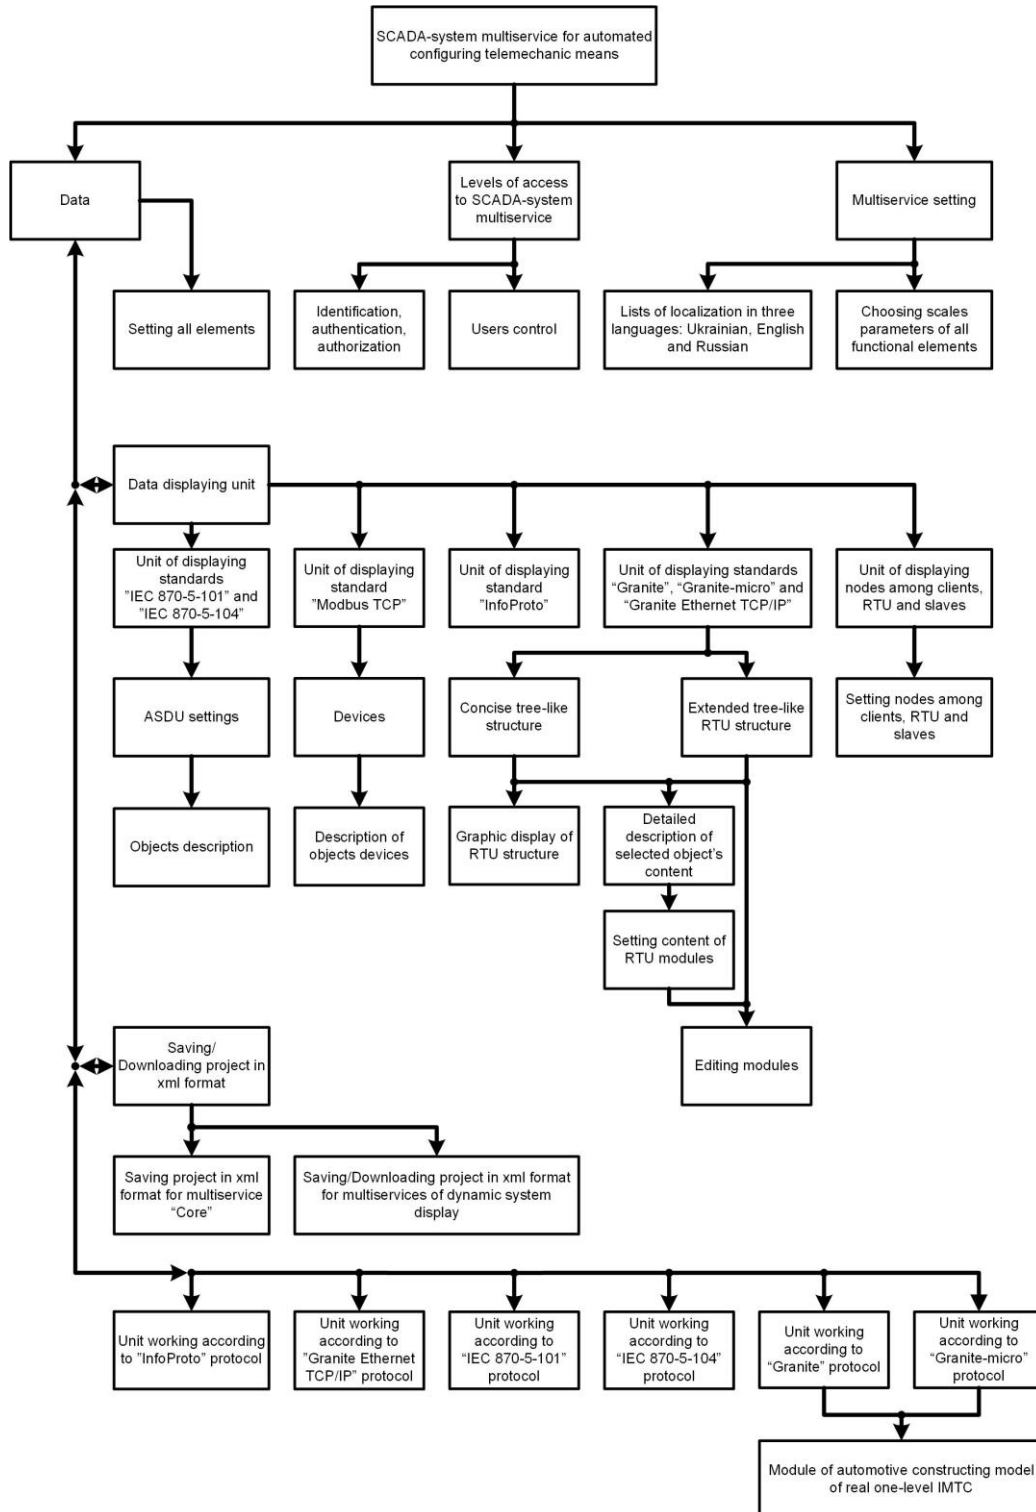 SCADA-system multiservice for automated
configuring telemechanic means
Data
Levels of access
to SCADA-system
multiservice
Multiservice setting
Setting all elements
Identification,
authentication,
authorization
Users control
Lists of localization in three
languages: Ukrainian, English
and Russian
Choosing scales
parameters of all
functional elements
Data displaying unit
Unit of displaying
standards
"IEC 870-5-101” and
"IEC 870-5-104”
Unit of displaying
standard
"Modbus TCP”
Unit of displaying
standard
"InfoProto”
Unit of displaying standards
“Granite”, “Granite-micro” and
“Granite Ethernet TCP/IP”
Unit of displaying
nodes among clients,
RTU and slaves
ASDU settings
Devices
Concise tree-like
structure
Extended tree-like
RTU structure
Setting nodes among
clients, RTU and
slaves
Objects description
Description of
objects devices
Graphic display of
RTU structure
Detailed
description of
selected object’s
content
Setting content of
RTU modules
Editing modules
Saving/
Downloading project in
xml format
Saving project in xml
format for multiservice
“Core”
Saving/Downloading project in xml format
for multiservices of dynamic system
display
Unit working according
to ”InfoProto” protocol
Unit working
according to
”Granite Ethernet
TCP/IP” protocol
Unit working
according to
“IEC 870-5-101”
protocol
Unit working
according to
“IEC 870-5-104”
protocol
Unit working
according to
“Granite” protocol
Unit working
according to
“Granite-micro”
protocol
Module of automotive constructing model
of real one-level IMTC